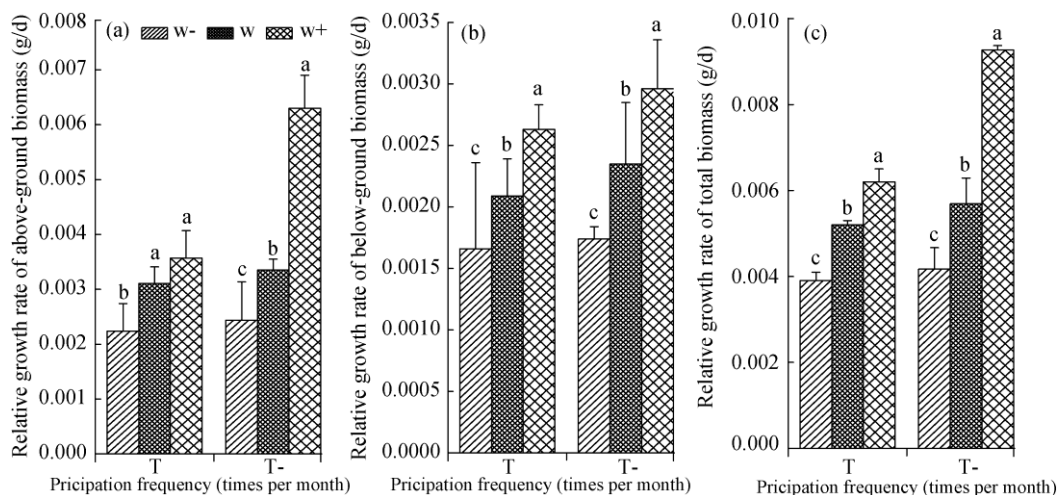 Relative growth rate of above-ground biomass (g/d)
0.008
0.007
0.006
0.005
0.004
0.003
0.002
0.001
0.000
(a)
w- w w+
b a a c b a
T T-
Pricipation frequency (times per month)
Relative growth rate of below-ground biomass (g/d)
0.0035
0.0030
0.0025
0.0020
0.0015
0.0010
0.0005
0.0000
(b)
c b a c b a
T T-
Pricipation frequency (times per month)
Relative growth rate of total biomass (g/d)
0.010
0.008
0.006
0.004
0.002
0.000
(c)
c b a c b a
T T-
Pricipation frequency (times per month)